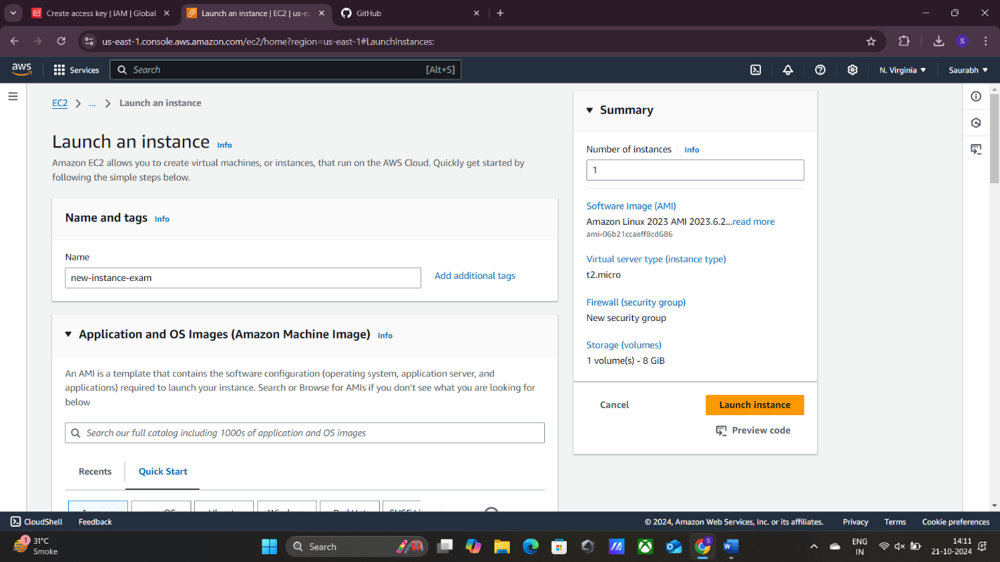 Create access key | IAM | Global
Launch an instance | EC2 | us-ea
GitHub
us-east-1.console.aws.amazon.com/ec2/home?region=us-east-1#LaunchInstances:
S
aws
Services
Search
[Alt+S]
N. Virginia
Saurabh
EC2
...
Launch an instance
Launch an instance Info
Amazon EC2 allows you to create virtual machines, or instances, that run on the AWS Cloud. Quickly get started by
following the simple steps below.
Name and tags Info
Name
new-instance-exam
Add additional tags
Application and OS Images (Amazon Machine Image) Info
An AMI is a template that contains the software configuration (operating system, application server, and
applications) required to launch your instance. Search or Browse for AMIs if you don't see what you are looking for
below
Search our full catalog including 1000s of application and OS images
Recents
Quick Start
Summary
Number of instances Info
1
Software Image (AMI)
Amazon Linux 2023 AMI 2023.6.2...read more
ami-06b21ccaeff8cd686
Virtual server type (instance type)
t2.micro
Firewall (security group)
New security group
Storage (volumes)
1 volume(s) - 8 GiB
Cancel
Launch instance
Preview code
CloudShell
Feedback
© 2024, Amazon Web Services, Inc. or its affiliates.
Privacy
Terms
Cookie preferences
1
31°C
Smoke
Search
S
W
ENG
IN
14:11
21-10-2024